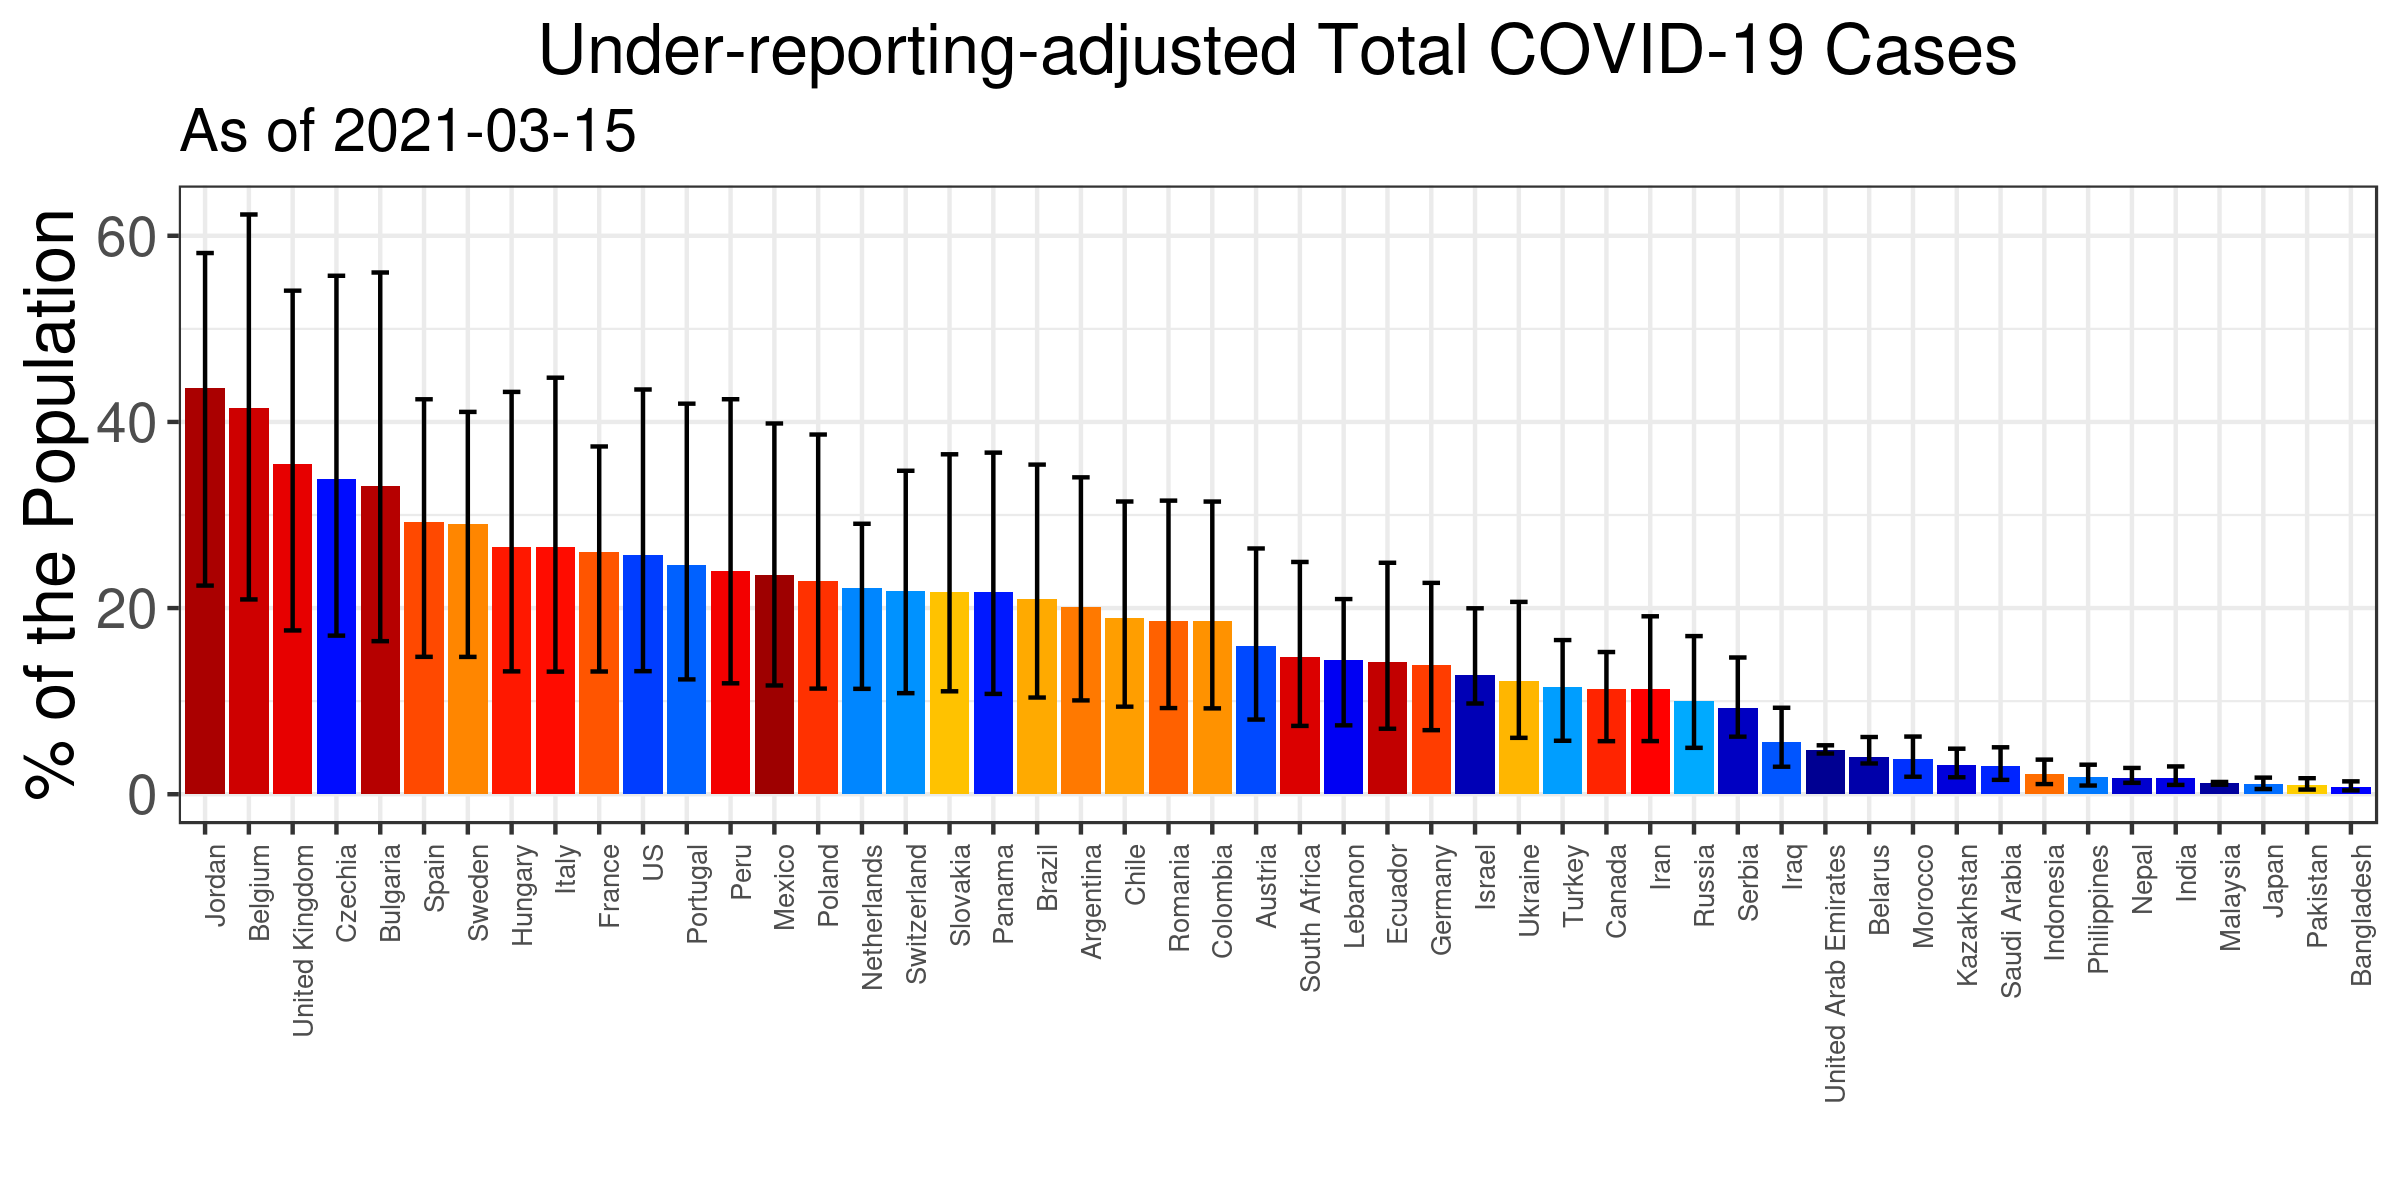 Under-reporting-adjusted Total COVID-19 Cases
As of 2021-03-15
% of the Population
60
40
20
0
Jordan
Belgium
United Kingdom
Czechia
Bulgaria
Spain
Sweden
Hungary
Italy
France
US
Portugal
Peru
Mexico
Poland
Netherlands
Switzerland
Slovakia
Panama
Brazil
Argentina
Chile
Romania
Colombia
Austria
South Africa
Lebanon
Ecuador
Germany
Israel
Ukraine
Turkey
Canada
Iran
Russia
Serbia
Iraq
United Arab Emirates
Belarus
Morocco
Kazakhstan
Saudi Arabia
Indonesia
Philippines
Nepal
India
Malaysia
Japan
Pakistan
Bangladesh